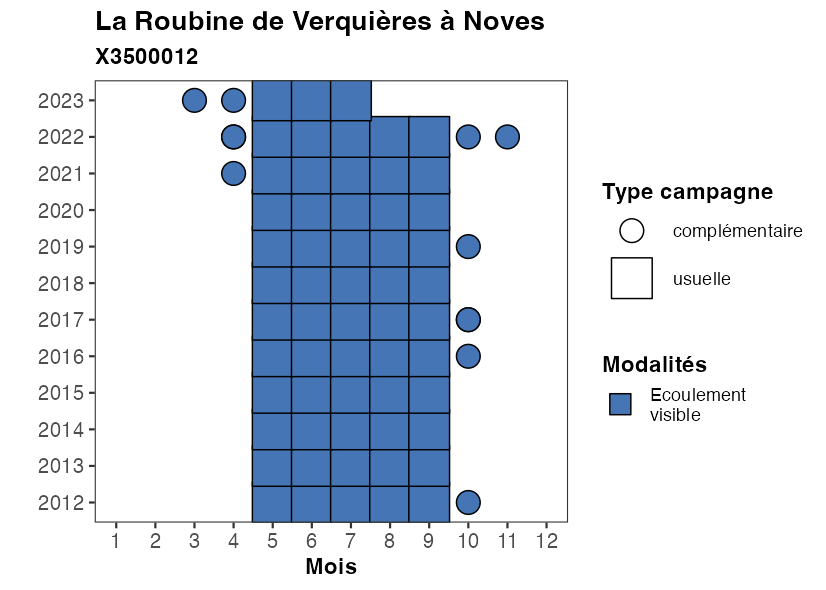 La Roubine de Verquières à Noves
X3500012
2023
2022
2021
2020
2019
2018
2017
2016
2015
2014
2013
2012
1 2 3 4 5 6 7 8 9 10 11 12
Mois
Type campagne
complémentaire
usuelle
Modalités
Ecoulement
visible